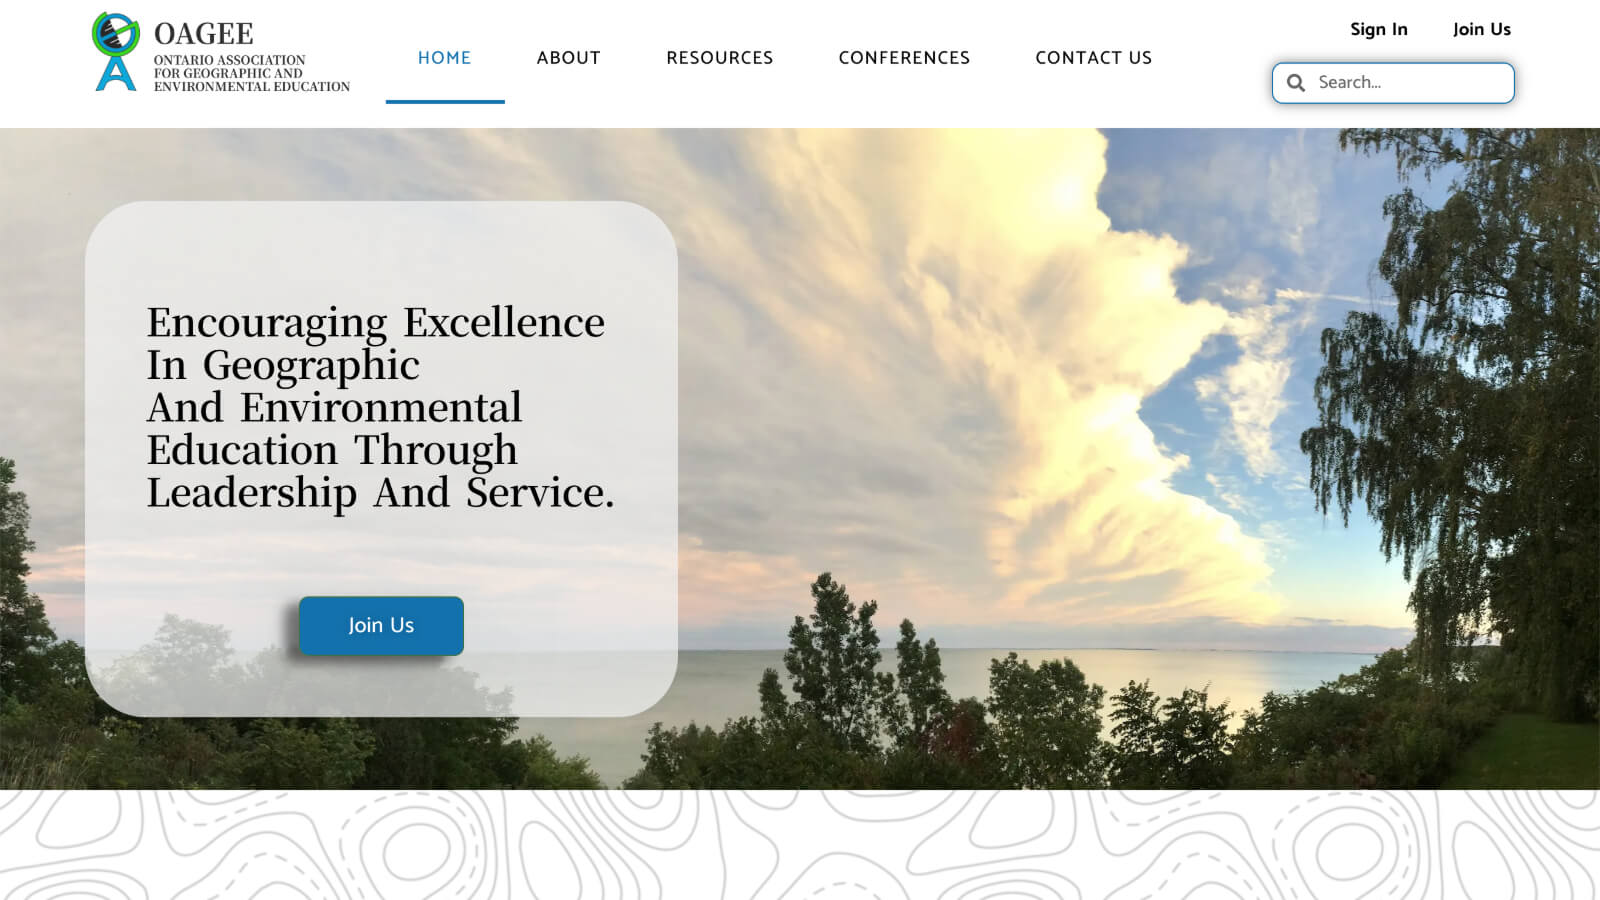 OAGEE
ONTARIO ASSOCIATION
FOR GEOGRAPHIC AND
ENVIRONMENTAL EDUCATION
HOME
ABOUT
RESOURCES
CONFERENCES
CONTACT US
Sign In
Join Us
Search...
Encouraging Excellence
In Geographic
And Environmental
Education Through
Leadership And Service.
Join Us